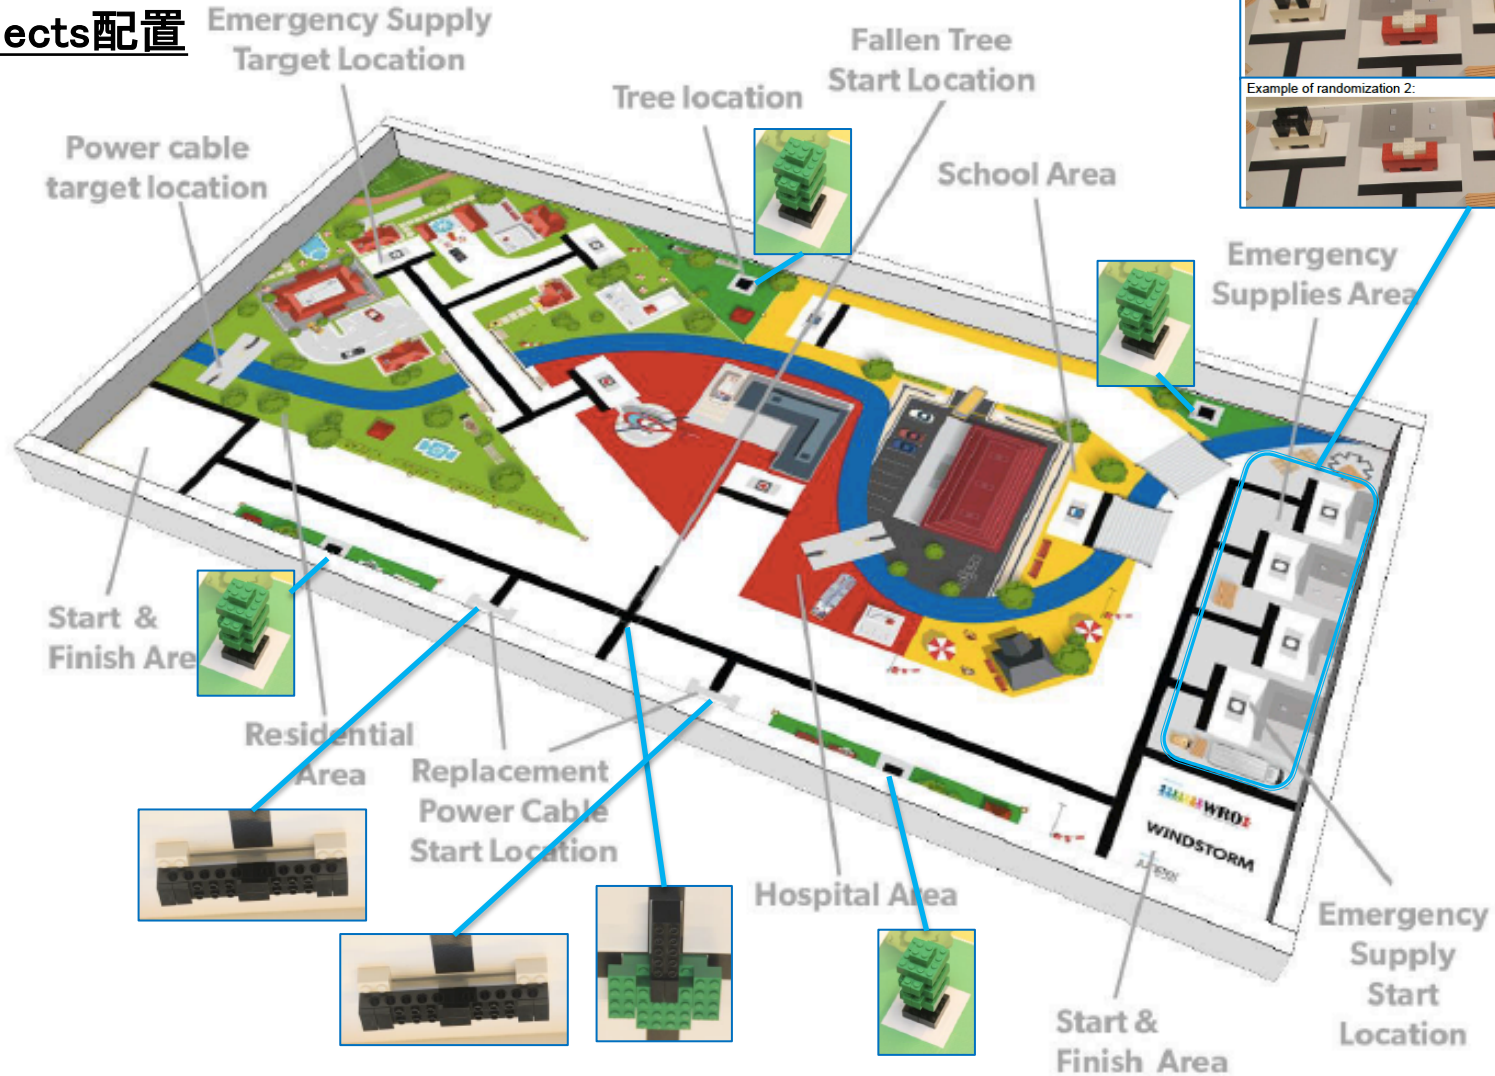 ects配置
Emergency Supply
Target Location
Fallen Tree
Start Location
Tree location
Example of randomization 2:
Power cable
target location
School Area
Emergency
Supplies Area
Start &
Finish Are
Residential
Area
Replacement
Power Cable
Start Location
Hospital Area
WRO
WINDSTORM
JUNIOR
Emergency
Supply
Start
Location
Start &
Finish Area